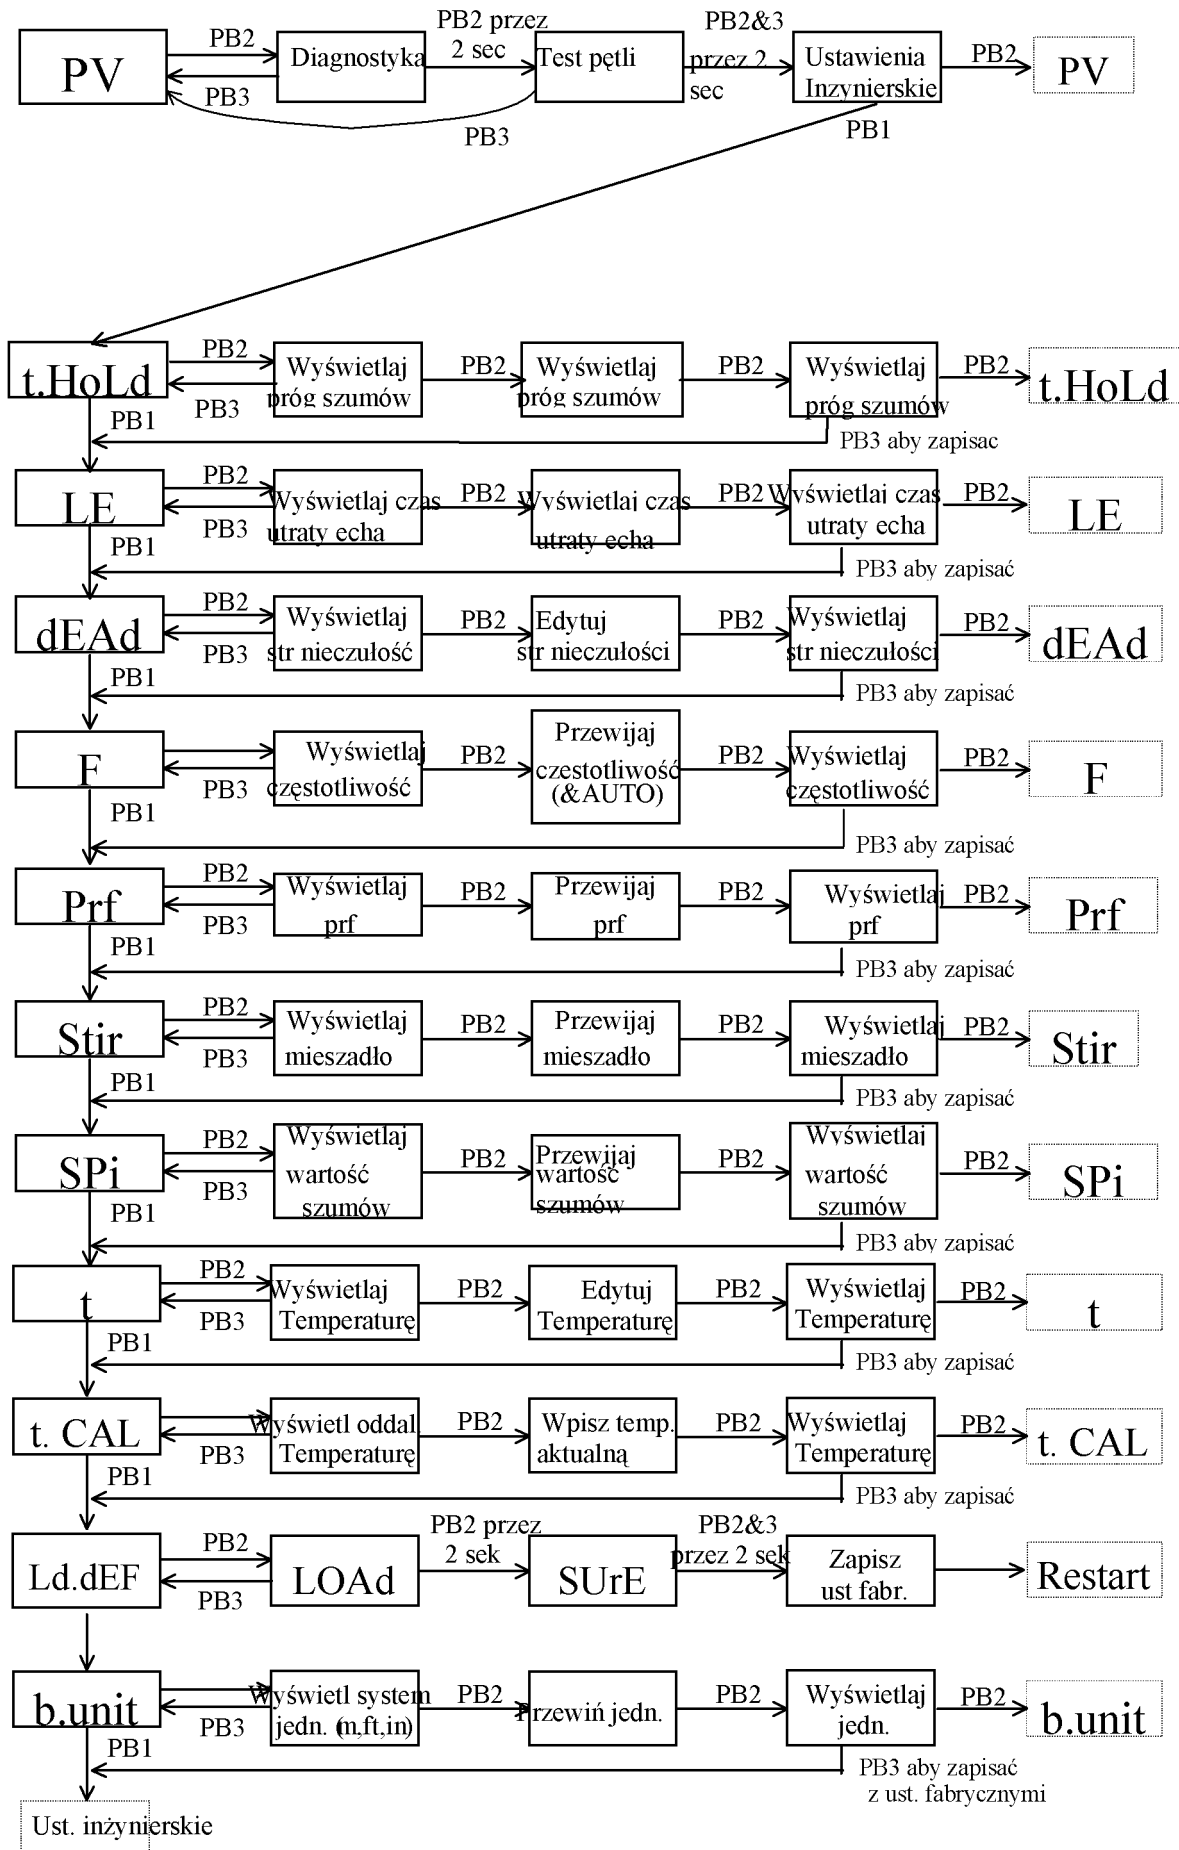 PV
PB2
PB3
Diagnostyka
PB2 przez
2 sec
Test pętli
PB3
PB2&3
przez 2
sec
Ustawienia
Inzynierskie
PB1
PB2
PV
t.HoLd
PB2
PB3
PB1
Wyświetlaj
próg szumów
PB2
Wyświetlaj
próg szumów
PB2
Wyświetlaj
próg szumów
PB2
t.HoLd
PB3 aby zapisac
LE
PB2
PB3
PB1
Wyświetlaj czas
utraty echa
PB2
Wyświetlaj czas
utraty echa
PB2
Wyświetlaj czas
utraty echa
PB2
LE
PB3 aby zapisać
dEAd
PB2
PB3
PB1
Wyświetlaj
str nieczułość
PB2
Edytuj
str nieczułości
PB2
Wyświetlaj
str nieczułości
PB2
dEAd
PB3 aby zapisać
F
PB3
PB1
Wyświetlaj
częstotliwość
PB2
Przewijaj
czestotliwość
(&AUTO)
PB2
Wyświetlaj
częstotliwość
PB2
F
PB3 aby zapisać
Prf
PB2
PB3
PB1
Wyświetlaj
prf
PB2
Przewijaj
prf
PB2
Wyświetlaj
prf
PB2
Prf
PB3 aby zapisać
Stir
PB2
PB3
PB1
Wyświetlaj
mieszadło
PB2
Przewijaj
mieszadło
PB2
Wyświetlaj
mieszadło
PB2
Stir
PB3 aby zapisać
SPi
PB2
PB3
PB1
Wyświetlaj
wartość
szumów
PB2
Przewijaj
wartość
szumów
PB2
Wyświetlaj
wartość
szumów
PB2
SPi
PB3 aby zapisać
t
PB2
PB3
PB1
Wyświetlaj
Temperaturę
PB2
Edytuj
Temperaturę
PB2
Wyświetlaj
Temperaturę
PB2
t
PB3 aby zapisać
t. CAL
PB3
PB1
Wyświetl oddal.
Temperaturę
PB2
Wpisz temp.
aktualną
PB2
Wyświetlaj
Temperaturę
PB2
t. CAL
PB3 aby zapisać
Ld.dEF
PB2
PB3
LOAd
PB2 przez
2 sek
SUrE
PB2&3
przez 2 sek
Zapisz
ust fabr.
Restart
b.unit
PB3
PB1
Wyświetl system
jedn. (m,ft,in)
PB2
Przewiń jedn.
PB2
Wyświetlaj
jedn.
PB2
b.unit
PB3 aby zapisać
z ust. fabrycznymi
Ust. inżynierskie